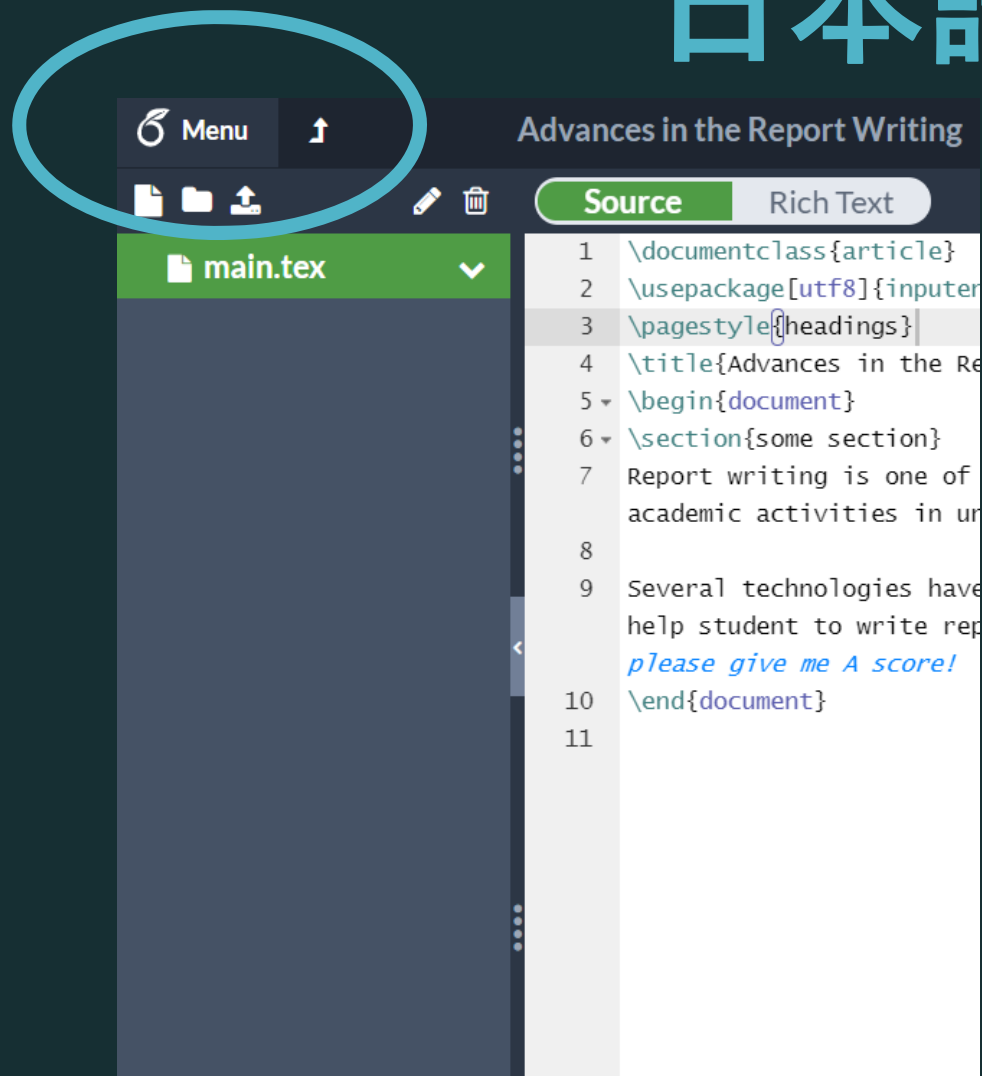 日本
Menu
Advances in the Report Writing
Source Rich Text
main.tex
1 \documentclass{article}
2 \usepackage[utf8]{inputen
3 \pagestyle{headings}
4 \title{Advances in the Re
5 \begin{document}
6 \section{some section}
7 Report writing is one of
academic activities in un
8
9 Several technologies have
help student to write rep
please give me A score!
10 \end{document}
11